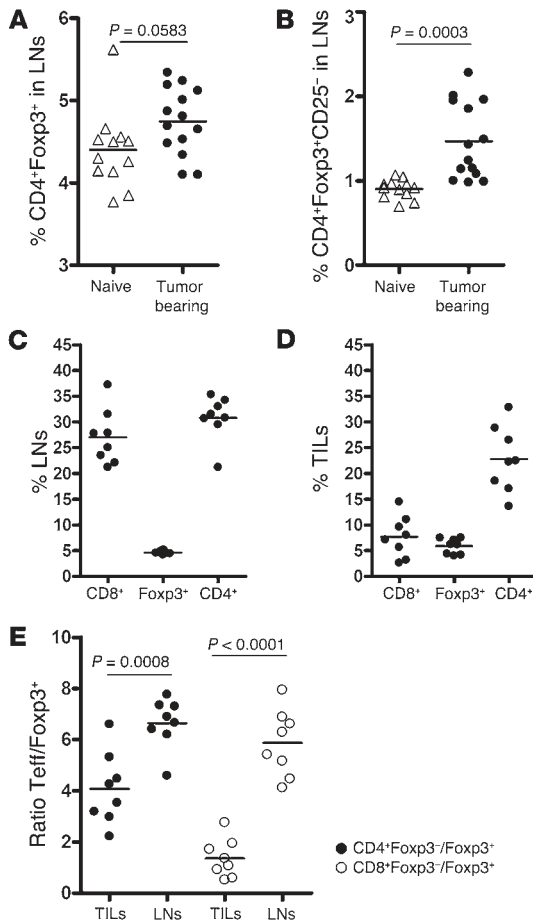 A
P = 0.0583
% CD4⁺Foxp3⁺ in LNs
6
5
4
3
Naive
Tumor
bearing
B
P = 0.0003
% CD4⁺Foxp3⁺CD25⁻ in LNs
3
2
1
0
Naive
Tumor
bearing
C
% LNs
45
40
35
30
25
20
15
10
5
0
CD8⁺
Foxp3⁺
CD4⁺
D
% TILs
45
40
35
30
25
20
15
10
5
0
CD8⁺
Foxp3⁺
CD4⁺
E
P = 0.0008
P < 0.0001
Ratio Teff/Foxp3⁺
10
8
6
4
2
0
TILs
LNs
TILs
LNs
CD4⁺Foxp3⁻/Foxp3⁺
CD8⁺Foxp3⁻/Foxp3⁺